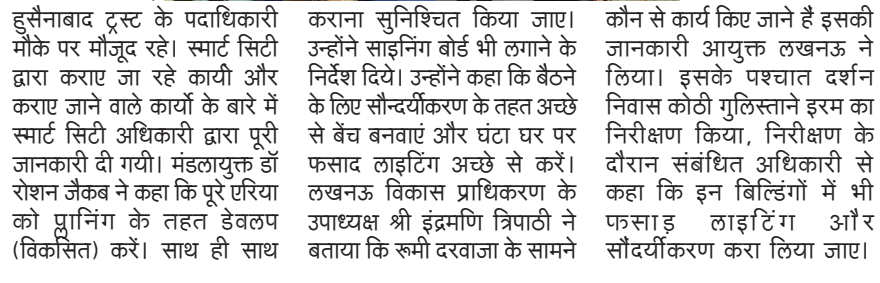 हुसैनाबाद ट्रस्ट के पदाधिकारी
मौके पर मौजूद रहे। स्मार्ट सिटी
द्वारा कराए जा रहे कार्यो और
कराए जाने वाले कार्यो के बारे में
स्मार्ट सिटी अधिकारी द्वारा पूरी
जानकारी दी गयी। मंडलायुक्त डॉ
रोशन जैकब ने कहा कि पूरे एरिया
को प्लानिंग के तहत डेवलप
(विकसित) करें। साथ ही साथ
कराना सुनिश्चित किया जाए।
उन्होंने साइनिंग बोर्ड भी लगाने के
निर्देश दिये। उन्होंने कहा कि बैठने
के लिए सौन्दर्यीकरण के तहत अच्छे
से बेंच बनवाएं और घंटा घर पर
फसाद लाइटिंग अच्छे से करें।
लखनऊ विकास प्राधिकरण के
उपाध्यक्ष श्री इंद्रमणि त्रिपाठी ने
बताया कि रूमी दरवाजा के सामने
कौन से कार्य किए जाने हैं इसकी
जानकारी आयुक्त लखनऊ ने
लिया। इसके पश्चात दर्शन
निवास कोठी गुलिस्ताने इरम का
निरीक्षण किया, निरीक्षण के
दौरान संबंधित अधिकारी से
कहा कि इन बिल्डिंगों में भी
फसाड़ लाइटिंग और
सौंदर्यीकरण करा लिया जाए।